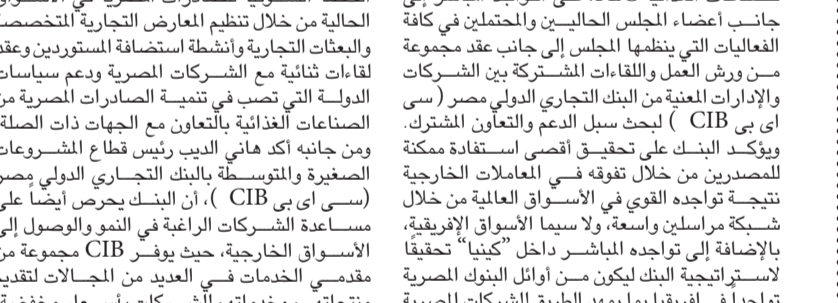 جانب أعضاء المجلس الحاليين والمحتملين في كافة
الفعاليات التي ينظمها المجلس إلى جانب عقد مجموعة
من ورش العمل واللقاءات المشتركة بين الشركات
والإدارات المعنية من البنك التجاري الدولي مصر (سى
اى بى CIB ) لبحث سبل الدعم والتعاون المشترك.
ويؤكد البنك على تحقيق أقصى استفادة ممكنة
للمصدرين من خلال تفوقه في المعاملات الخارجية
نتيجة تواجده القوي في الأسواق العالمية من خلال
شبكة مراسلين واسعة، ولا سيما الأسواق الإفريقية،
بالإضافة إلى تواجده المباشر داخل ”كينيا“ تحقيقًا
لاستراتيجية البنك ليكون من أوائل البنوك المصرية
الحالية من خلال تنظيم المعارض التجارية
والبعثات التجارية وأنشطة استضافة المستوردين وعقد
لقاءات ثنائية مع الشركات المصرية ودعم سياسات
الدولة التي تصب في تنمية الصادرات المصرية من
الصناعات الغذائية بالتعاون مع الجهات ذات الصلة
ومن جانبه أكد هاني الديب رئيس قطاع المشروعات
الصغيرة والمتوسطة بالبنك التجاري الدولي مصر
(سى اى بى CIB )، أن البنك يحرص أيضاً على
مساعدة الشركات الراغبة في النمو والوصول إلى
الأسواق الخارجية، حيث يوفر CIB مجموعة من
مقدمي الخدمات في العديد من المجالات لتقديم